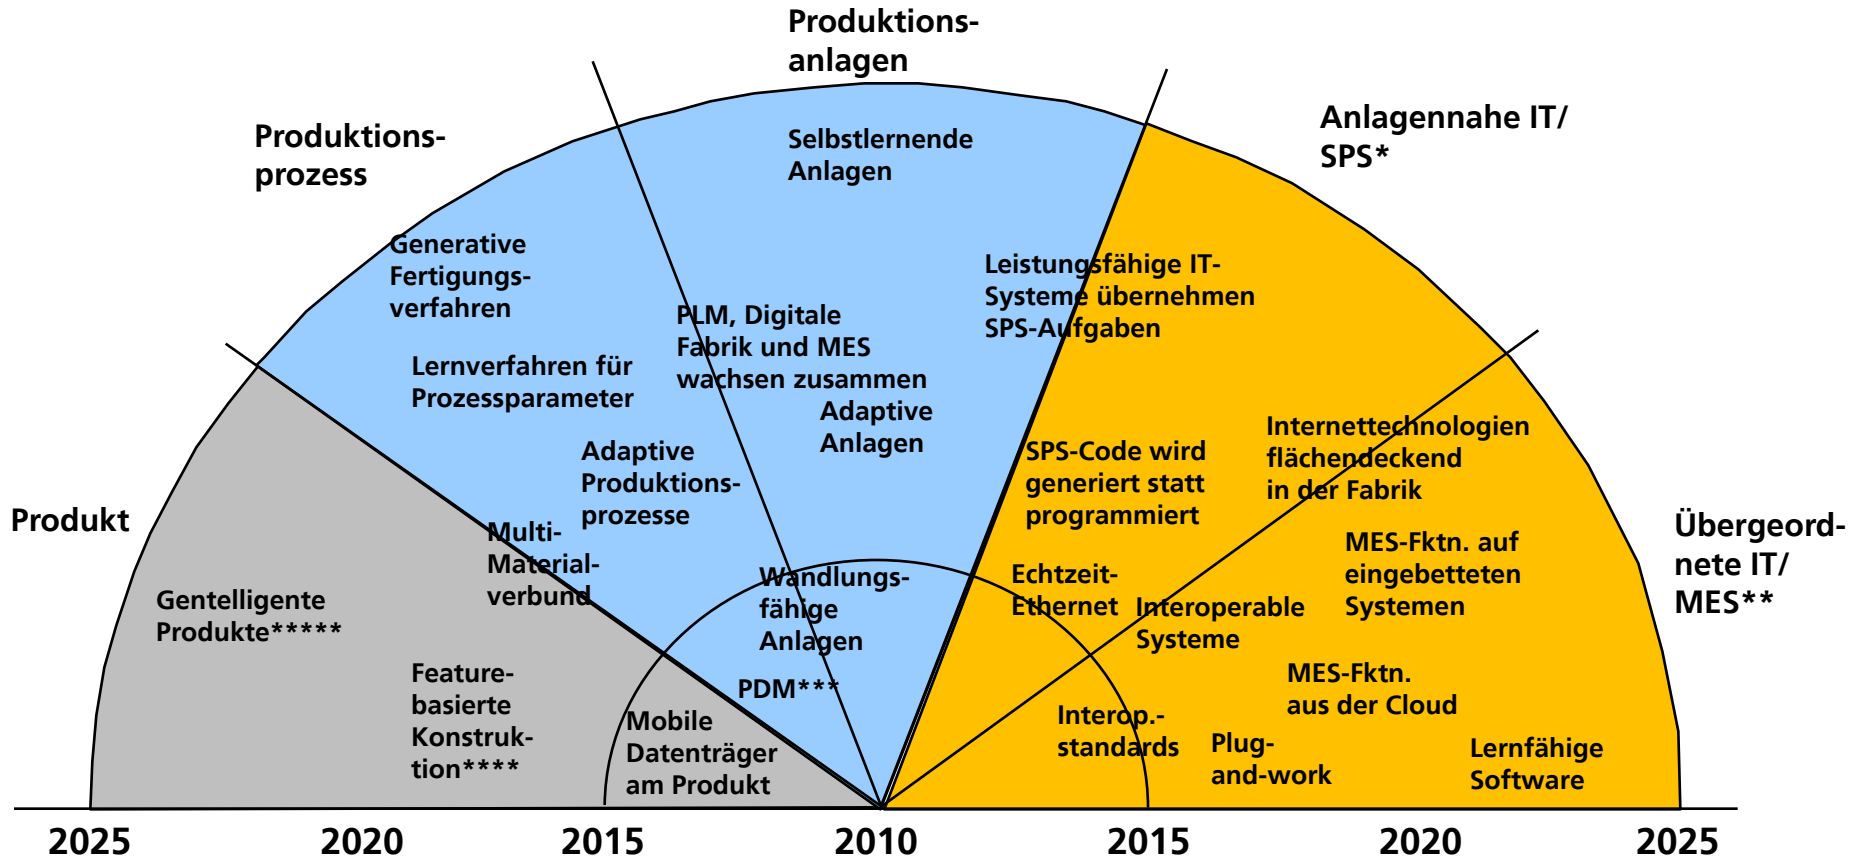 Produktions-
anlagen
Produktions-
prozess
Anlagennahe IT/
SPS*
Produkt
Übergeord-
nete IT/
MES**
Selbstlernende
Anlagen
Generative
Fertigungs-
verfahren
Leistungsfähige IT-
Systeme übernehmen
SPS-Aufgaben
PLM, Digitale
Fabrik und MES
wachsen zusammen
Lernverfahren für
Prozessparameter
Adaptive
Anlagen
Adaptive
Produktions-
prozesse
SPS-Code wird
generiert statt
programmiert
Internettechnologien
flächendeckend
in der Fabrik
Multi-
Material-
verbund
MES-Fktn. auf
eingebetteten
Systemen
Wandlungs-
fähige
Anlagen
Echtzeit-
Ethernet
Interoperable
Systeme
Gentelligente
Produkte*****
Feature-
basierte
Konstruk-
tion****
PDM***
Mobile
Datenträger
am Produkt
MES-Fktn.
aus der Cloud
Interop.-
standards
Plug-
and-work
Lernfähige
Software
2025
2020
2015
2010
2015
2020
2025